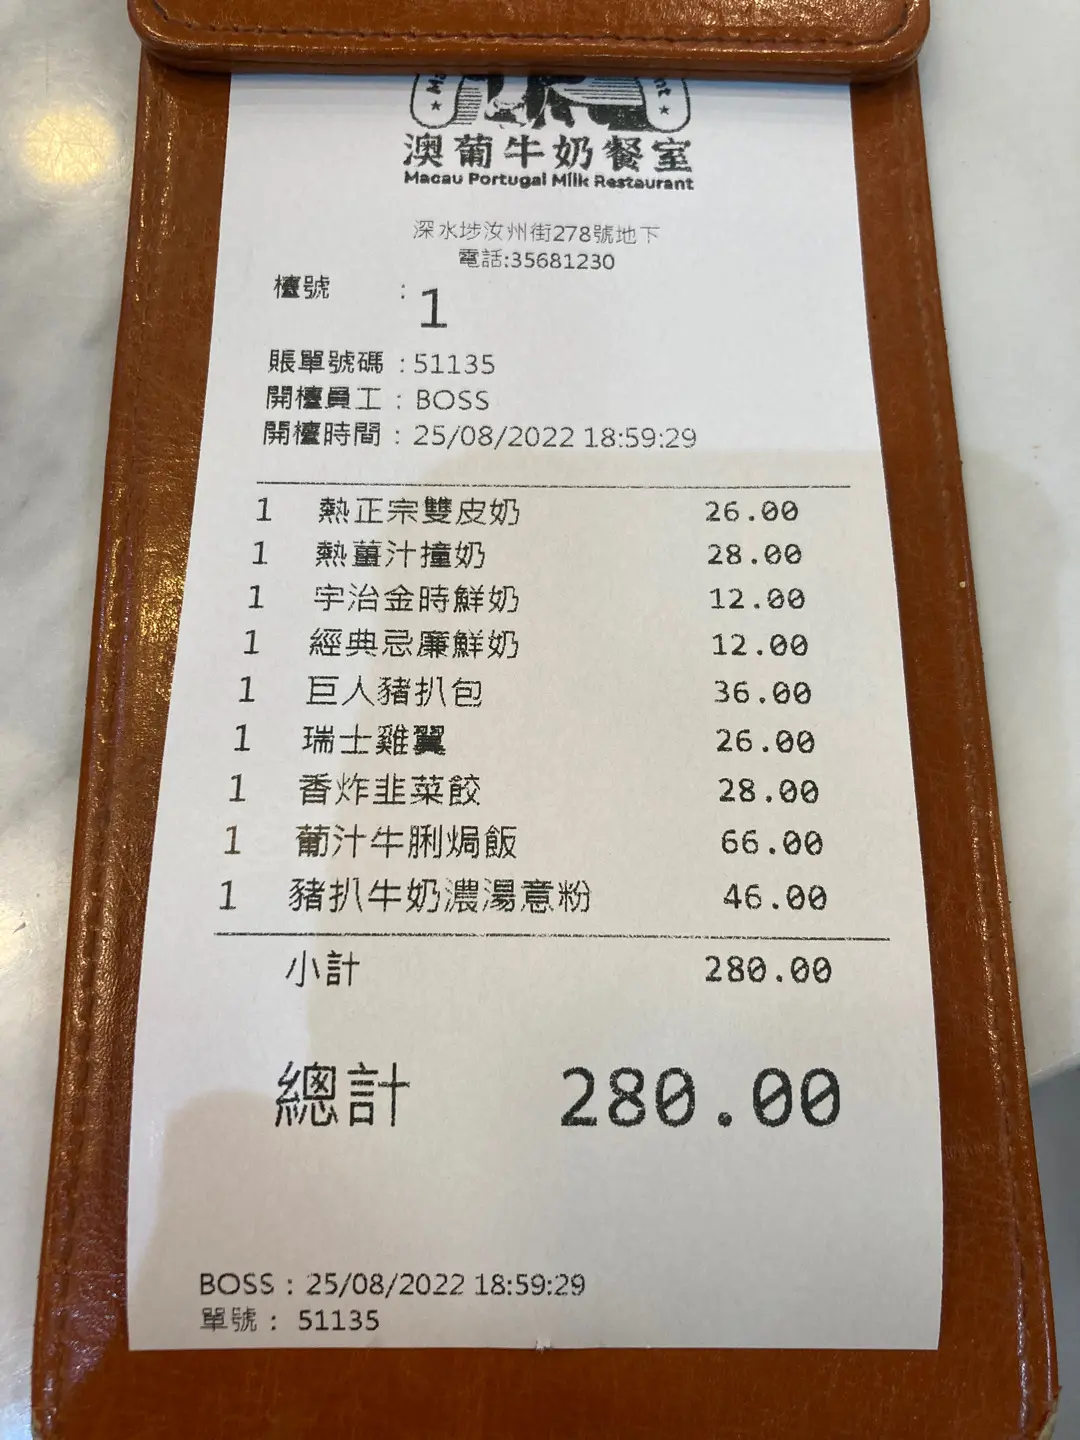 澳葡牛奶餐室
Macau Portugal Milk Restaurant
深水埗汝州街278號地下
電話:35681230
檯號 : 1
賬單號碼 : 51135
開檯員工 : BOSS
開檯時間 : 25/08/2022 18:59:29
1 熱正宗雙皮奶 26.00
1 熱薑汁撞奶 28.00
1 宇治金時鮮奶 12.00
1 經典忌廉鮮奶 12.00
1 巨人豬扒包 36.00
1 瑞士雞翼 26.00
1 香炸韭菜餃 28.00
1 葡汁牛脷焗飯 66.00
1 豬扒牛奶濃湯意粉 46.00
小計 280.00
總計 280.00
BOSS : 25/08/2022 18:59:29
單號 : 51135